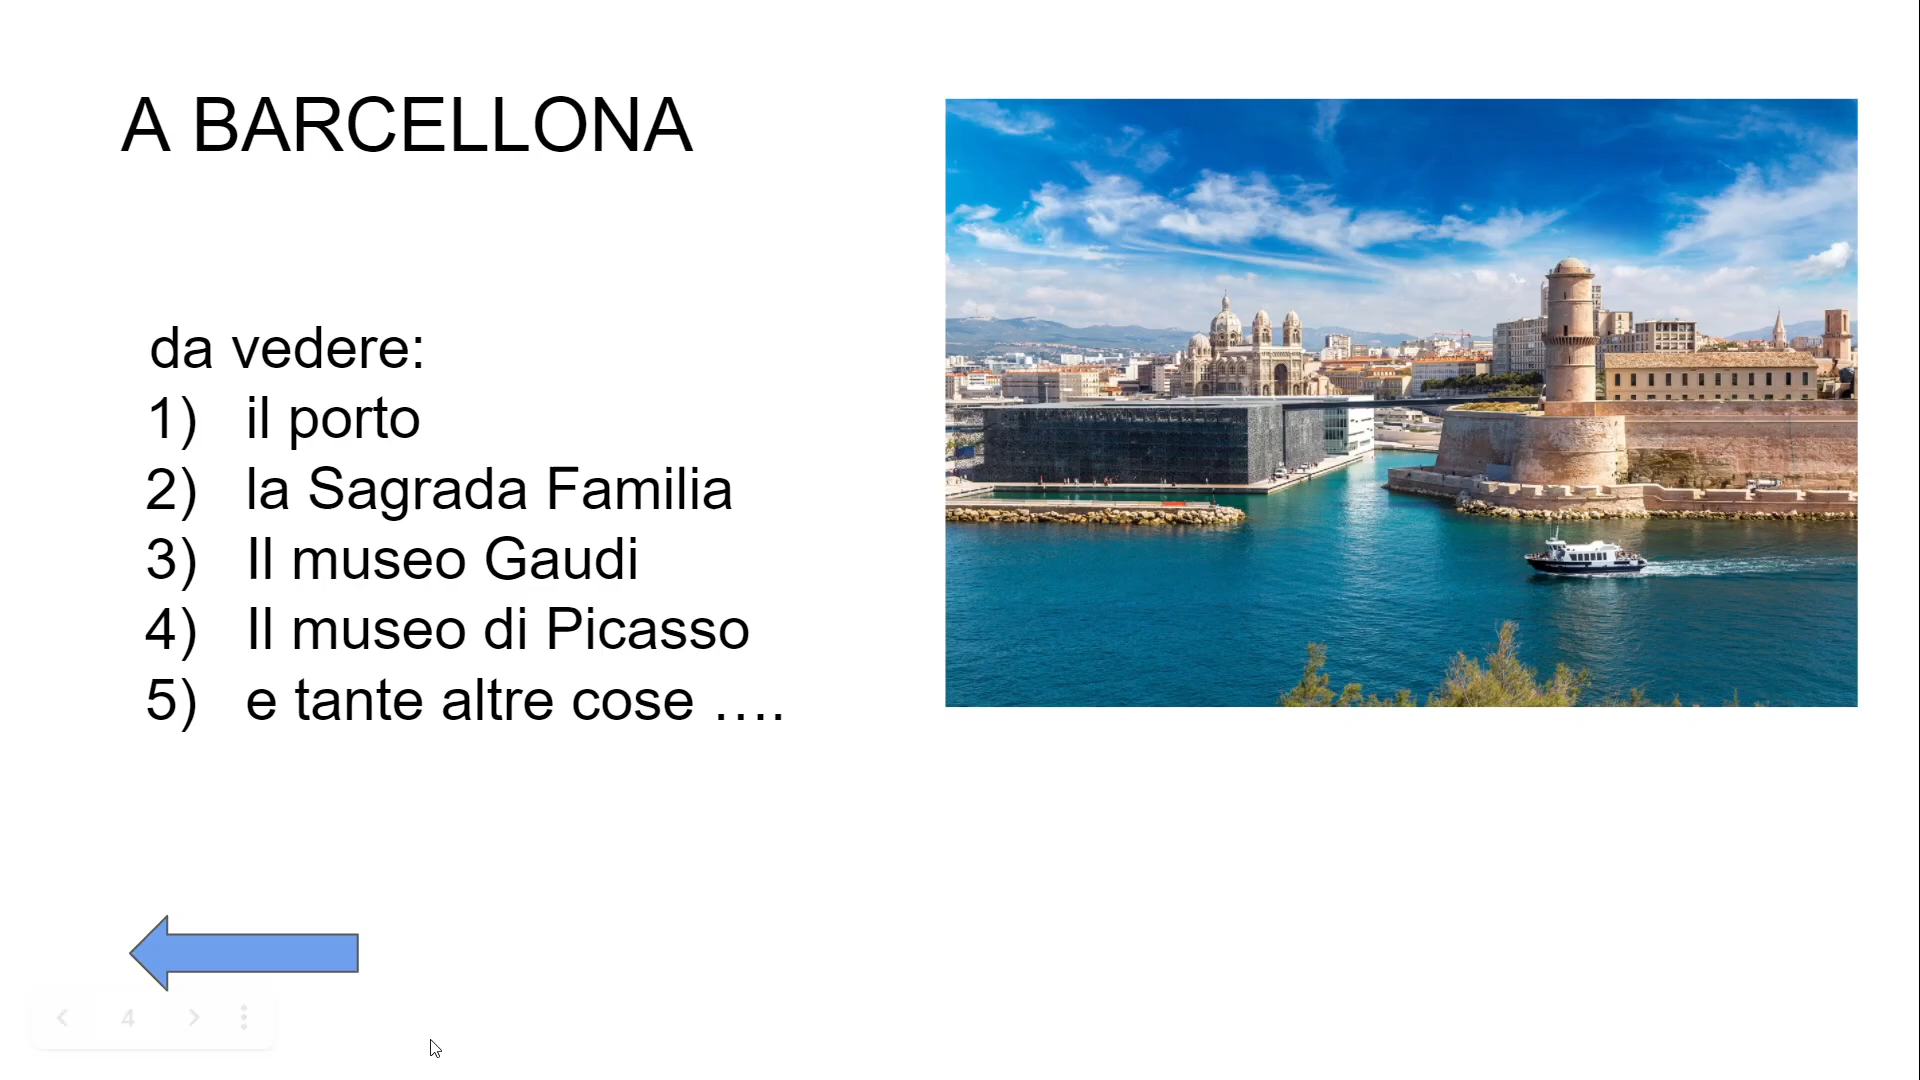 A BARCELLONA
da vedere:
1) il porto
2) la Sagrada Familia
3) Il museo Gaudi
4) Il museo di Picasso
5) e tante altre cose ....
4